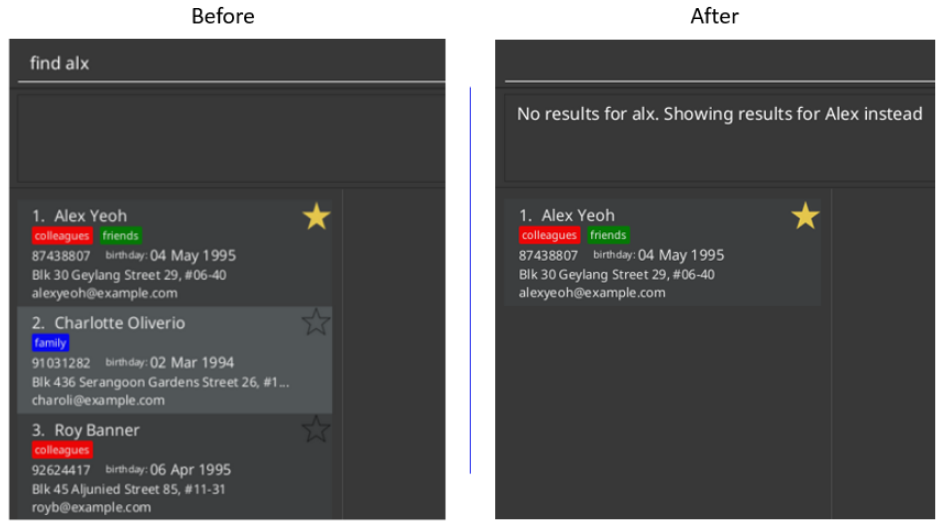 Before
find alx
1. Alex Yeoh
colleagues friends
87438807 birthday: 04 May 1995
Blk 30 Geylang Street 29, #06-40
alexyeoh@example.com
2. Charlotte Oliverio
family
91031282 birthday: 02 Mar 1994
Blk 436 Serangoon Gardens Street 26, #1...
charoli@example.com
3. Roy Banner
colleagues
92624417 birthday: 06 Apr 1995
Blk 45 Aljunied Street 85, #11-31
royb@example.com
After
No results for alx. Showing results for Alex instead
1. Alex Yeoh
colleagues friends
87438807 birthday: 04 May 1995
Blk 30 Geylang Street 29, #06-40
alexyeoh@example.com